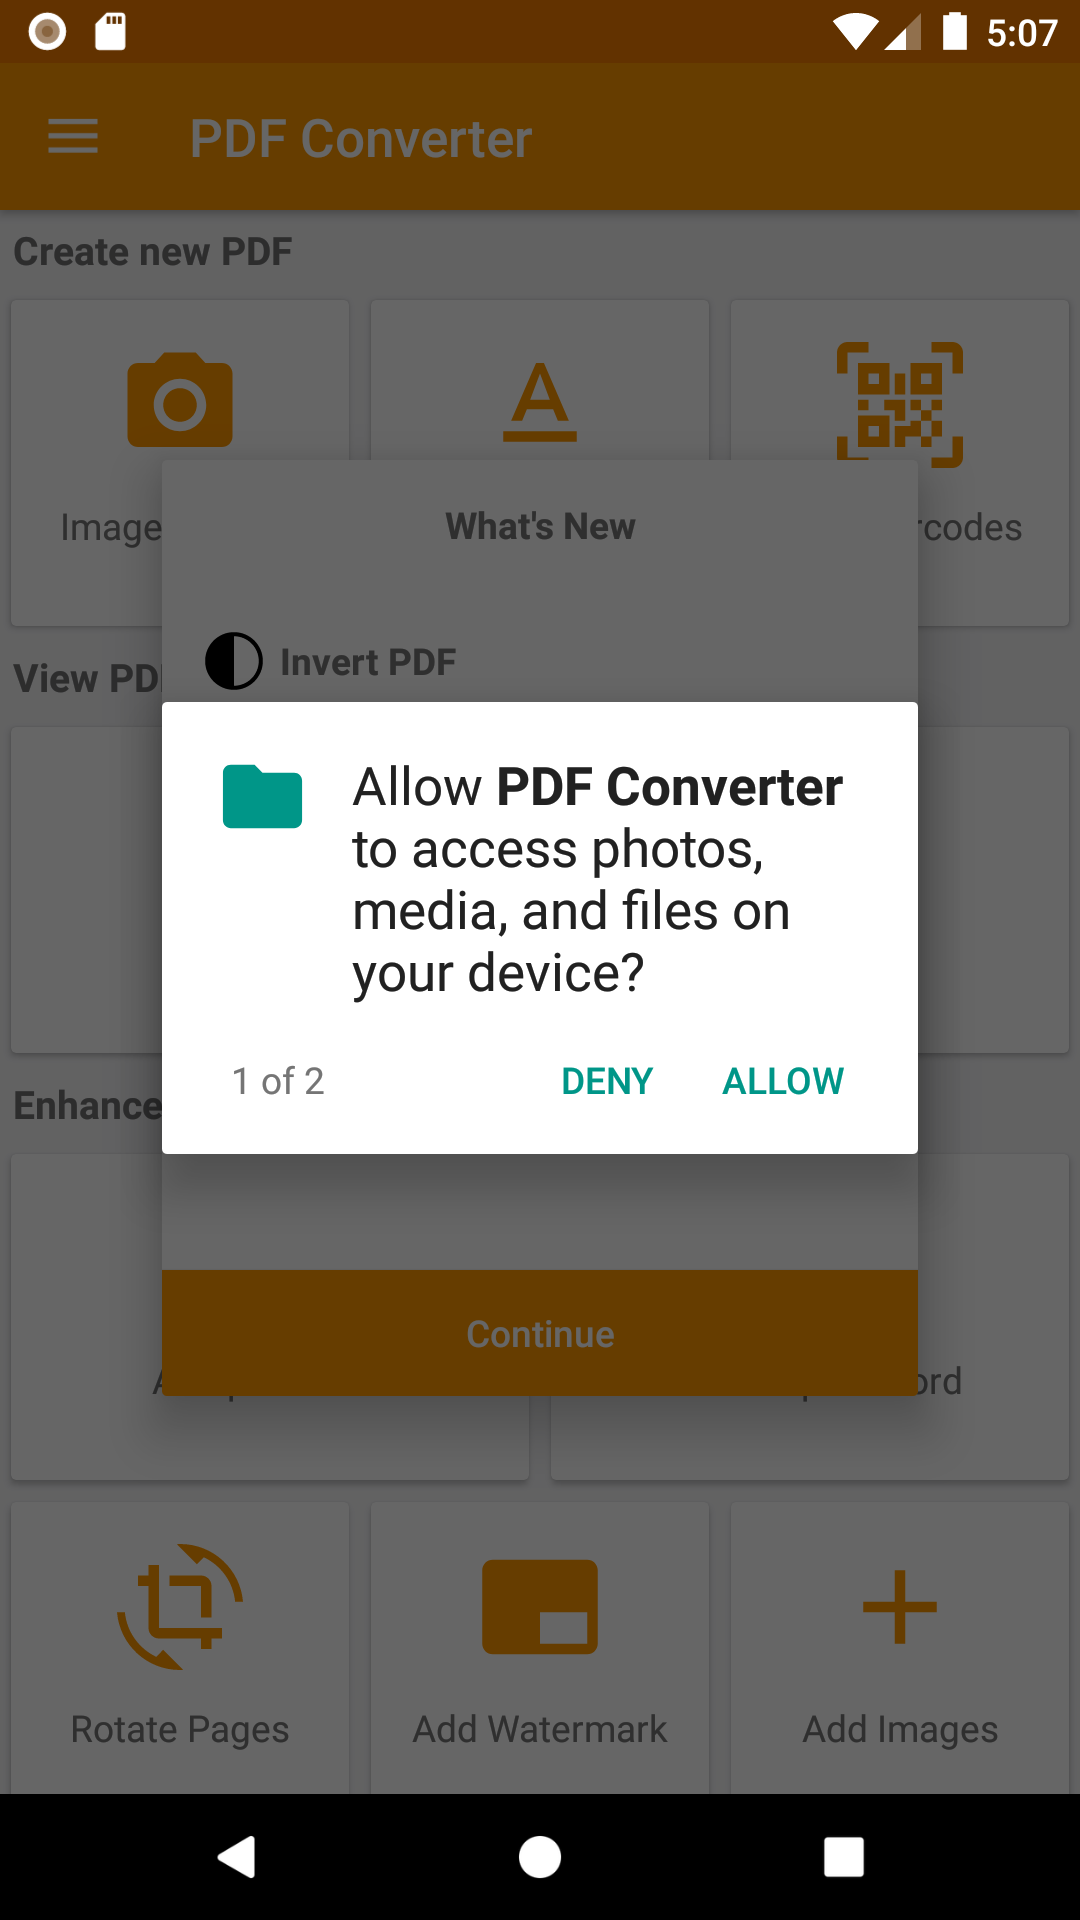 5:07
PDF Converter
Create new PDF
Image
rcodes
What's New
Invert PDF
View PD
Allow PDF Converter
to access photos,
media, and files on
your device?
1 of 2
DENY
ALLOW
Enhance
Continue
ord
Rotate Pages
Add Watermark
Add Images